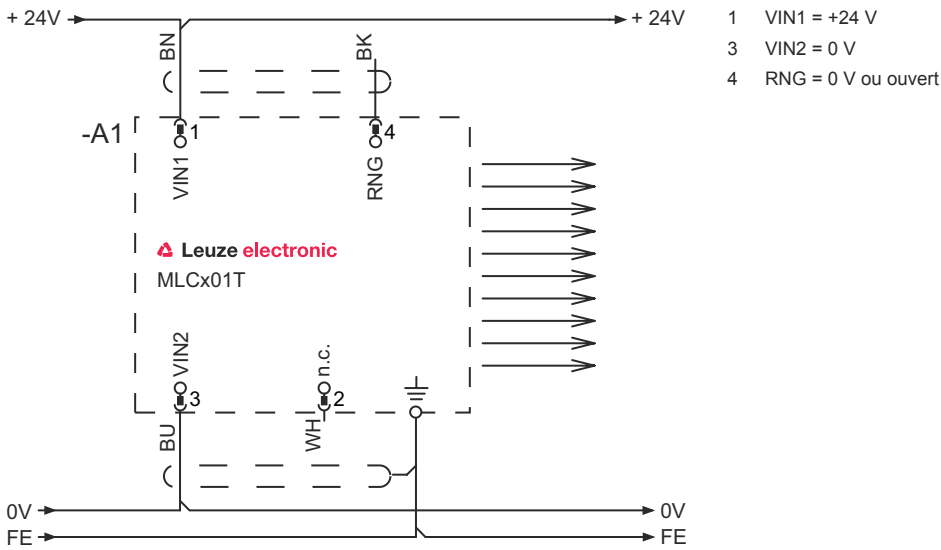 + 24V
+ 24V
1 VIN1 = +24 V
3 VIN2 = 0 V
4 RNG = 0 V ou ouvert
BN
BK
-A1
1
4
VIN1
RNG
Leuze electronic
MLCx01T
VIN2
n.c.
3
2
BU
WH
0V
0V
FE
FE